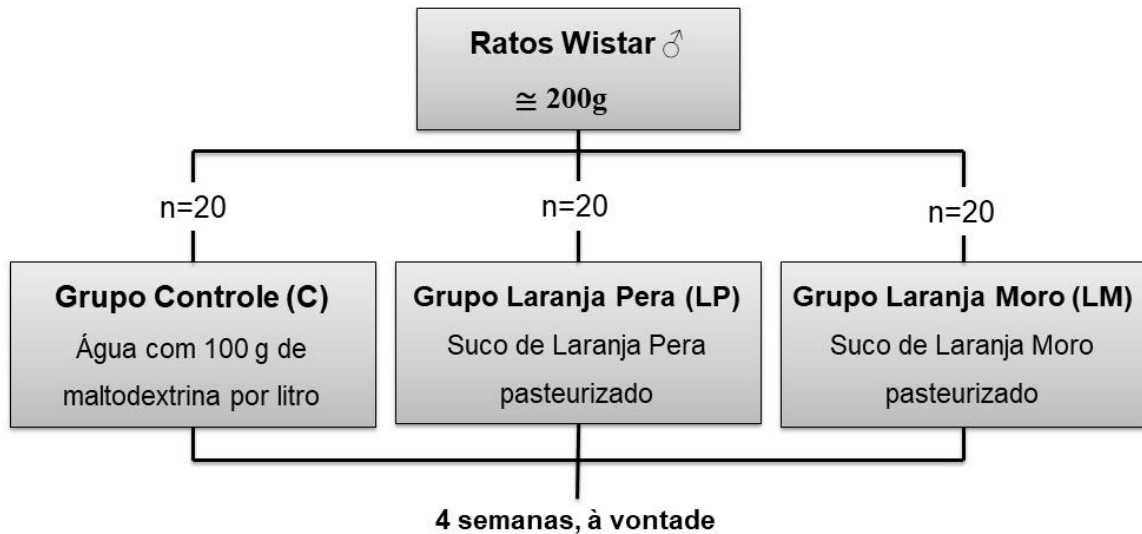 Ratos Wistar ♂
≅ 200g
n=20
n=20
n=20
Grupo Controle (C)
Água com 100 g de
maltodextrina por litro
Grupo Laranja Pera (LP)
Suco de Laranja Pera
pasteurizado
Grupo Laranja Moro (LM)
Suco de Laranja Moro
pasteurizado
4 semanas, à vontade